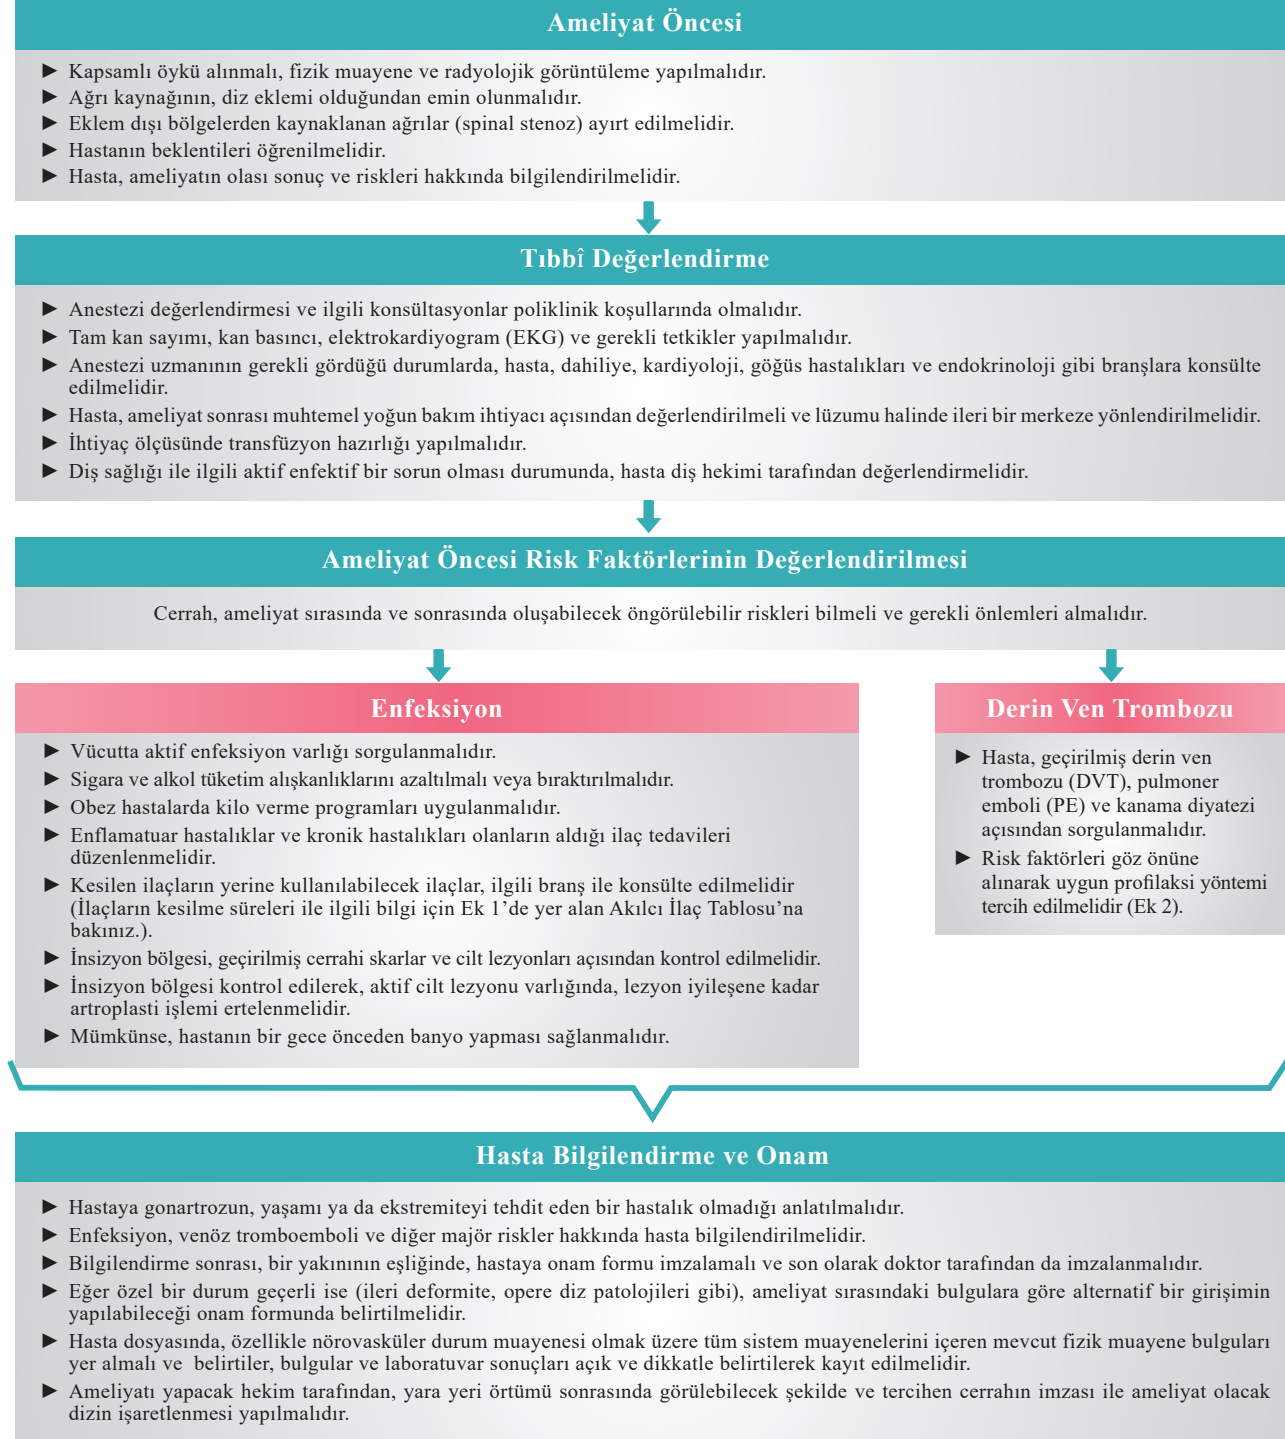 Ameliyat Öncesi
► Kapsamlı öykü alınmalı, fizik muayene ve radyolojik görüntüleme yapılmalıdır.
► Ağrı kaynağının, diz eklemi olduğundan emin olunmalıdır.
► Eklem dışı bölgelerden kaynaklanan ağrılar (spinal stenoz) ayırt edilmelidir.
► Hastanın beklentileri öğrenilmelidir.
► Hasta, ameliyatın olası sonuç ve riskleri hakkında bilgilendirilmelidir.
Tıbbî Değerlendirme
► Anestezi değerlendirmesi ve ilgili konsültasyonlar poliklinik koşullarında olmalıdır.
► Tam kan sayımı, kan basıncı, elektrokardiyogram (EKG) ve gerekli tetkikler yapılmalıdır.
► Anestezi uzmanının gerekli gördüğü durumlarda, hasta, dahiliye, kardiyoloji, göğüs hastalıkları ve endokrinoloji gibi branşlara konsülte
edilmelidir.
► Hasta, ameliyat sonrası muhtemel yoğun bakım ihtiyacı açısından değerlendirilmeli ve lüzumu halinde ileri bir merkeze yönlendirilmelidir.
► İhtiyaç ölçüsünde transfüzyon hazırlığı yapılmalıdır.
► Diş sağlığı ile ilgili aktif enfektif bir sorun olması durumunda, hasta diş hekimi tarafından değerlendirmelidir.
Ameliyat Öncesi Risk Faktörlerinin Değerlendirilmesi
Cerrah, ameliyat sırasında ve sonrasında oluşabilecek öngörülebilir riskleri bilmeli ve gerekli önlemleri almalıdır.
Enfeksiyon
► Vücutta aktif enfeksiyon varlığı sorgulanmalıdır.
► Sigara ve alkol tüketim alışkanlıklarını azaltılmalı veya bıraktırılmalıdır.
► Obez hastalarda kilo verme programları uygulanmalıdır.
► Enflamatuar hastalıklar ve kronik hastalıkları olanların aldığı ilaç tedavileri
düzenlenmelidir.
► Kesilen ilaçların yerine kullanılabilecek ilaçlar, ilgili branş ile konsülte edilmelidir
(İlaçların kesilme süreleri ile ilgili bilgi için Ek 1’de yer alan Akılcı İlaç Tablosu’na
bakınız.).
► İnsizyon bölgesi, geçirilmiş cerrahi skarlar ve cilt lezyonları açısından kontrol edilmelidir.
► İnsizyon bölgesi kontrol edilerek, aktif cilt lezyonu varlığında, lezyon iyileşene kadar
artroplasti işlemi ertelenmelidir.
► Mümkünse, hastanın bir gece önceden banyo yapması sağlanmalıdır.
Derin Ven Trombozu
► Hasta, geçirilmiş derin ven
trombozu (DVT), pulmoner
emboli (PE) ve kanama diyatezi
açısından sorgulanmalıdır.
► Risk faktörleri göz önüne
alınarak uygun profilaksi yöntemi
tercih edilmelidir (Ek 2).
Hasta Bilgilendirme ve Onam
► Hastaya gonartrozun, yaşamı ya da ekstremiteyi tehdit eden bir hastalık olmadığı anlatılmalıdır.
► Enfeksiyon, venöz tromboemboli ve diğer majör riskler hakkında hasta bilgilendirilmelidir.
► Bilgilendirme sonrası, bir yakınının eşliğinde, hastaya onam formu imzalamalı ve son olarak doktor tarafından da imzalanmalıdır.
► Eğer özel bir durum geçerli ise (ileri deformite, opere diz patolojileri gibi), ameliyat sırasındaki bulgulara göre alternatif bir girişimin
yapılabileceği onam formunda belirtilmelidir.
► Hasta dosyasında, özellikle nörovasküler durum muayenesi olmak üzere tüm sistem muayenelerini içeren mevcut fizik muayene bulguları
yer almalı ve belirtiler, bulgular ve laboratuvar sonuçları açık ve dikkatle belirtilerek kayıt edilmelidir.
► Ameliyatı yapacak hekim tarafından, yara yeri örtümü sonrasında görülebilecek şekilde ve tercihen cerrahın imzası ile ameliyat olacak
dizin işaretlenmesi yapılmalıdır.